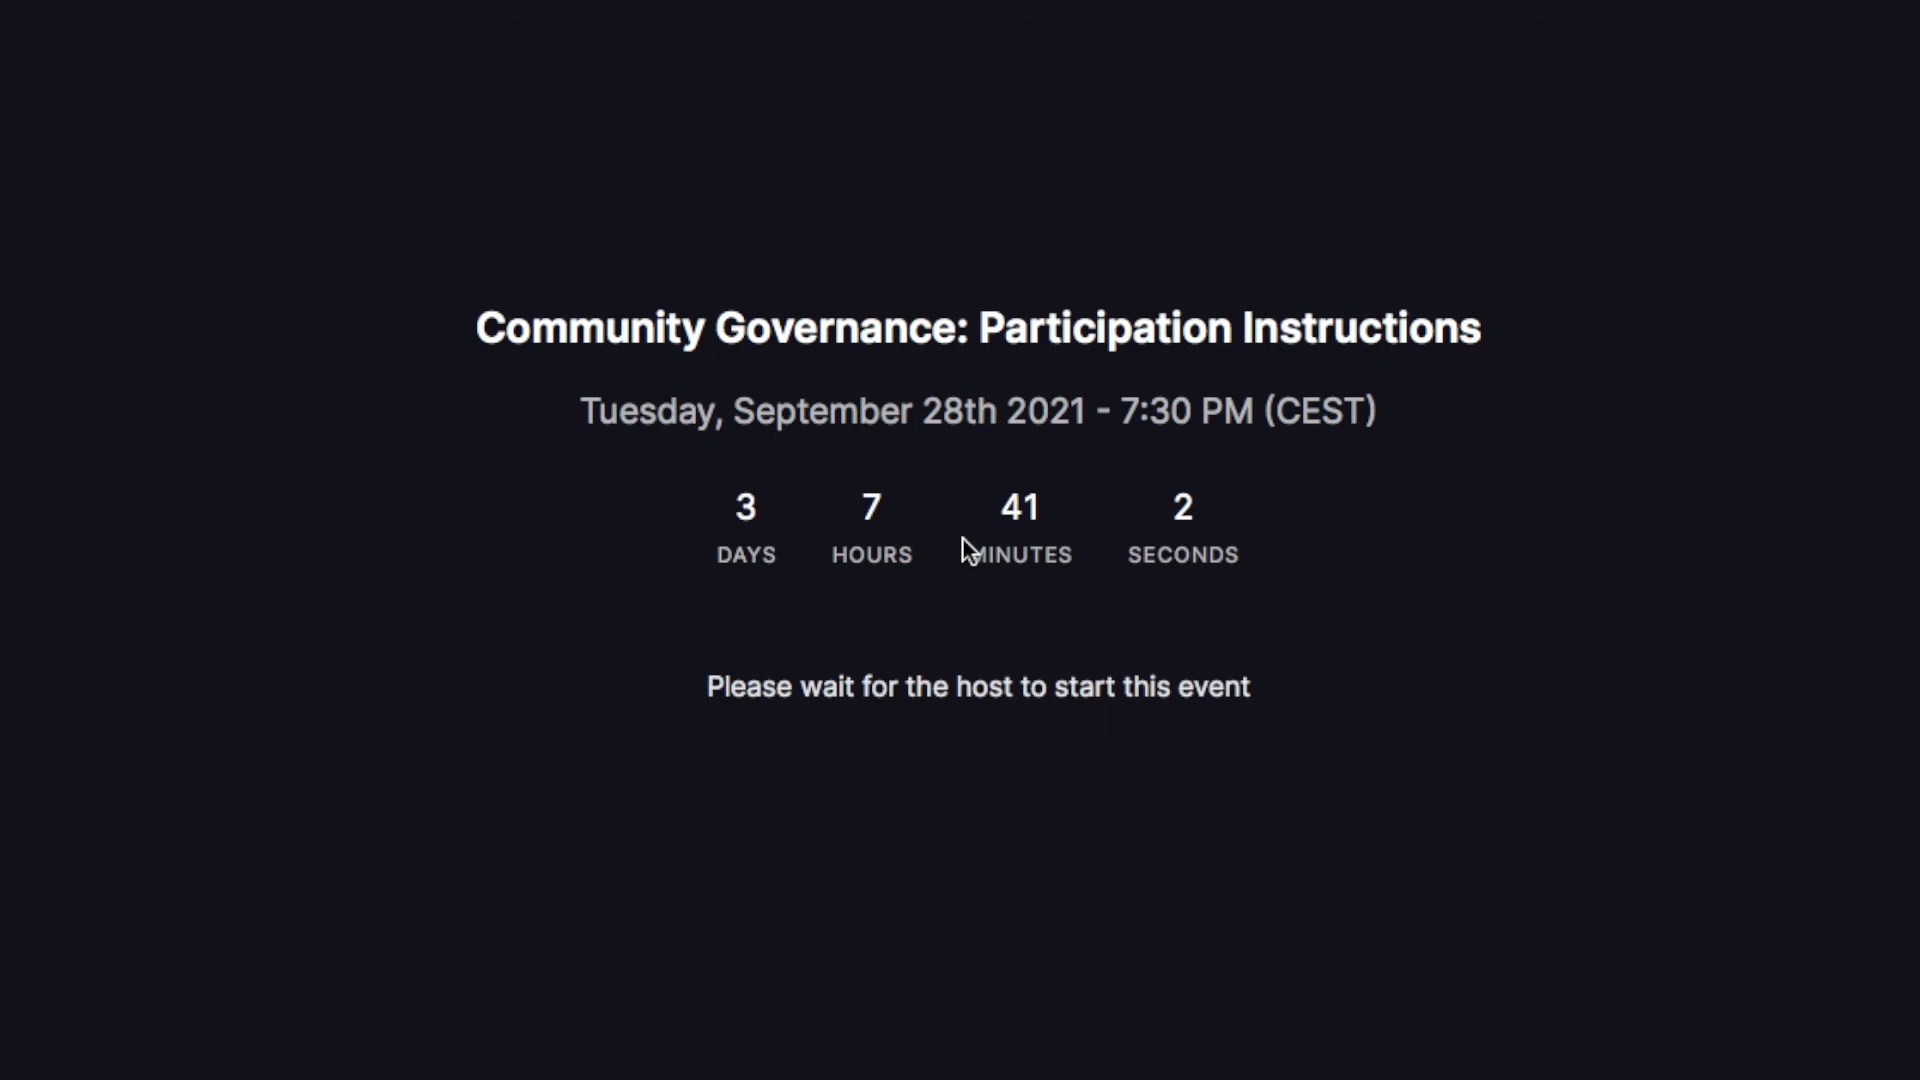 Community Governance: Participation Instructions
Tuesday, September 28th 2021 - 7:30 PM (CEST)
3 7 41 2
DAYS HOURS MINUTES SECONDS
Please wait for the host to start this event